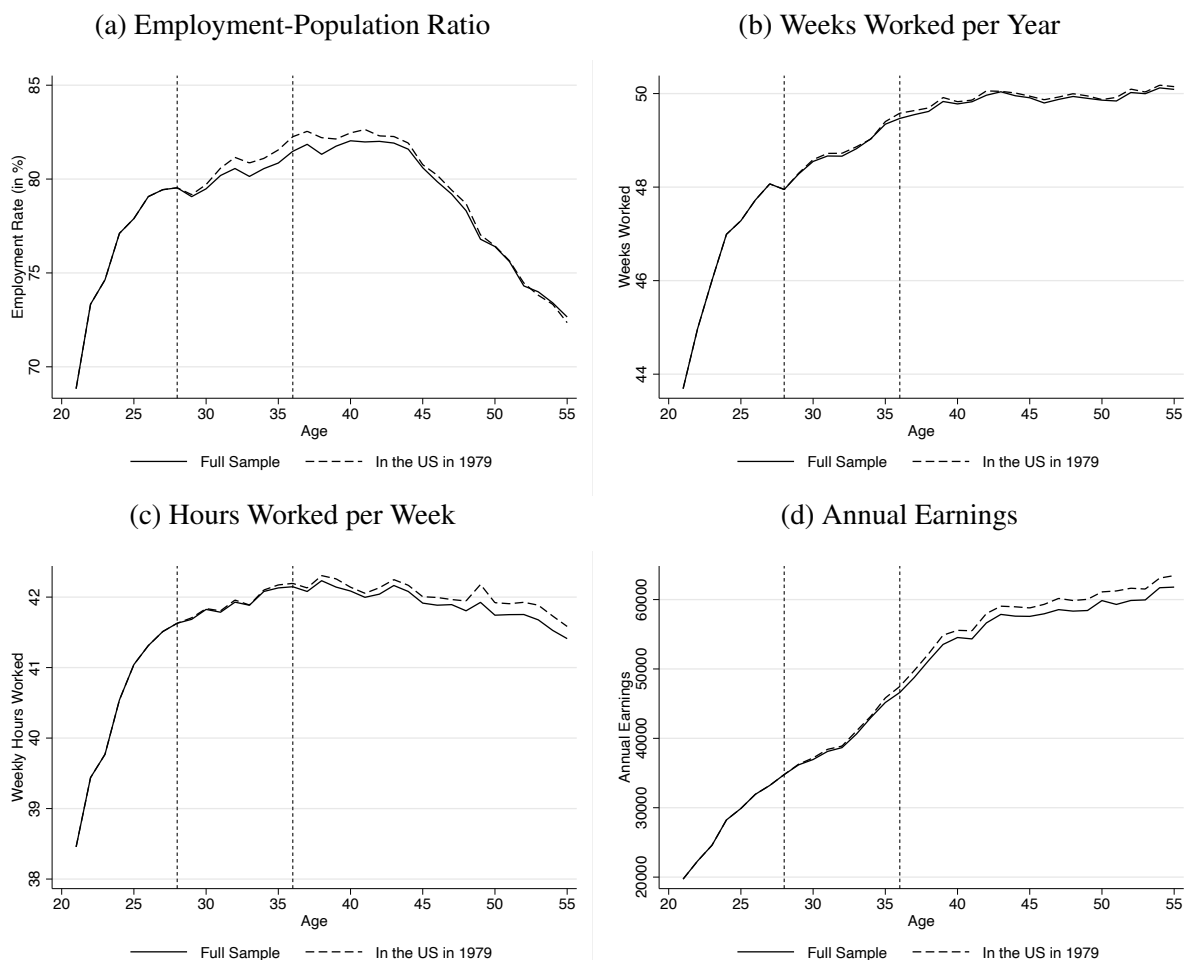 (a) Employment-Population Ratio
Employment Rate (in %)
85
80
75
70
20 25 30 35 40 45 50 55
Age
Full Sample In the US in 1979
(b) Weeks Worked per Year
Weeks Worked
50
48
46
44
20 25 30 35 40 45 50 55
Age
Full Sample In the US in 1979
(c) Hours Worked per Week
Weekly Hours Worked
42
41
40
39
38
20 25 30 35 40 45 50 55
Age
Full Sample In the US in 1979
(d) Annual Earnings
Annual Earnings
60000
50000
40000
30000
20000
20 25 30 35 40 45 50 55
Age
Full Sample In the US in 1979